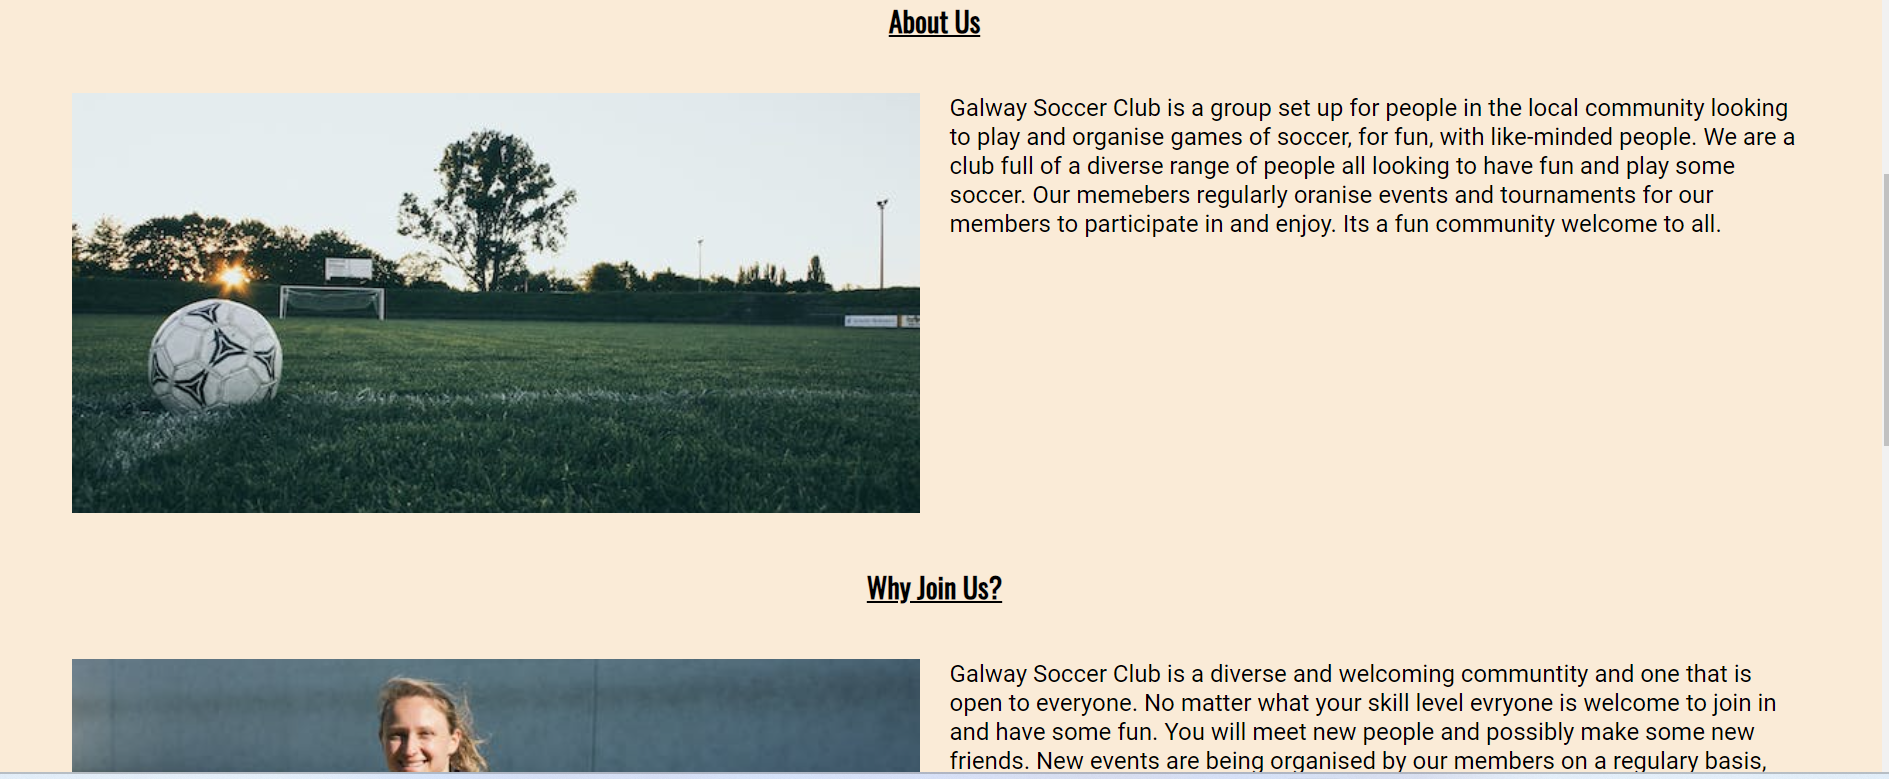 About Us
Galway Soccer Club is a group set up for people in the local community looking
to play and organise games of soccer, for fun, with like-minded people. We are a
club full of a diverse range of people all looking to have fun and play some
soccer. Our memebers regularly oranise events and tournaments for our
members to participate in and enjoy. Its a fun community welcome to all.
Why Join Us?
Galway Soccer Club is a diverse and welcoming communtity and one that is
open to everyone. No matter what your skill level evryone is welcome to join in
and have some fun. You will meet new people and possibly make some new
friends. New events are being organised by our members on a regulary basis,